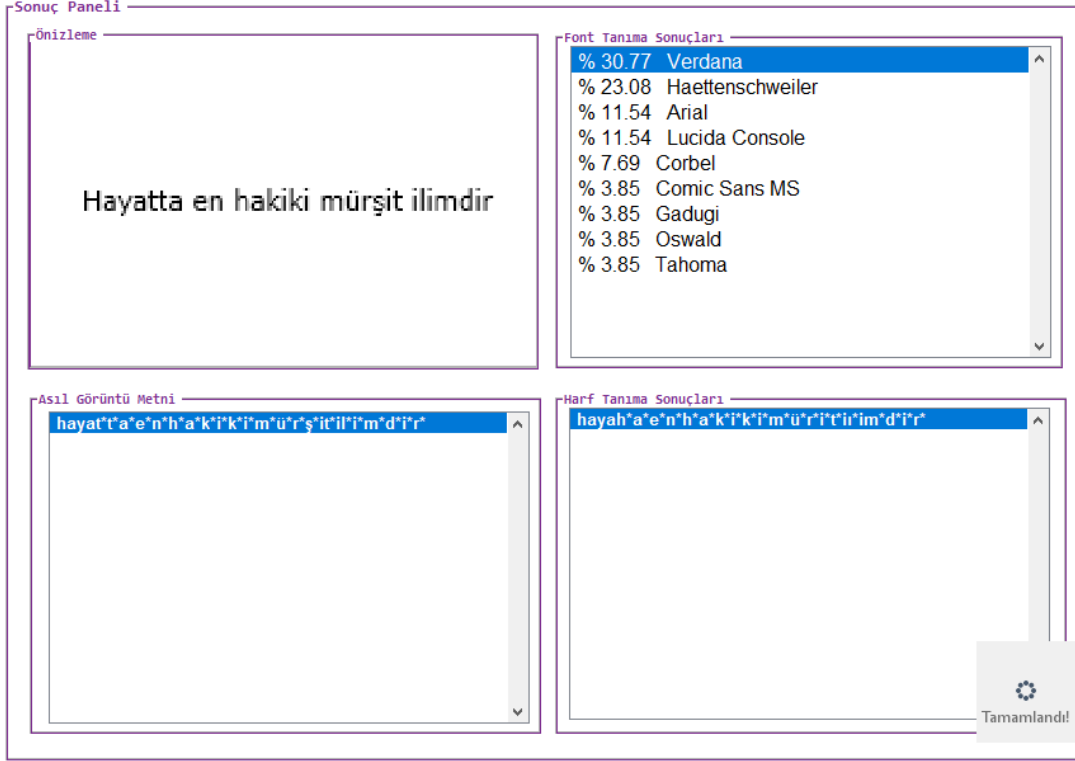 Sonuç Paneli
Önizleme
Hayatta en hakiki mürşit ilimdir
Font Tanıma Sonuçları
% 30.77 Verdana
% 23.08 Haettenschweiler
% 11.54 Arial
% 11.54 Lucida Console
% 7.69 Corbel
% 3.85 Comic Sans MS
% 3.85 Gadugi
% 3.85 Oswald
% 3.85 Tahoma
Asıl Görüntü Metni
hayat*t*a*e*n*h*a*k*i*k*i*m*ü*r*ş*it*il*i*m*d*i*r*
Harf Tanıma Sonuçları
hayah*a*e*n*h*a*k*i*k*i*m*ü*r*i*t*iı*im*d*i*r*
Tamamlandı!